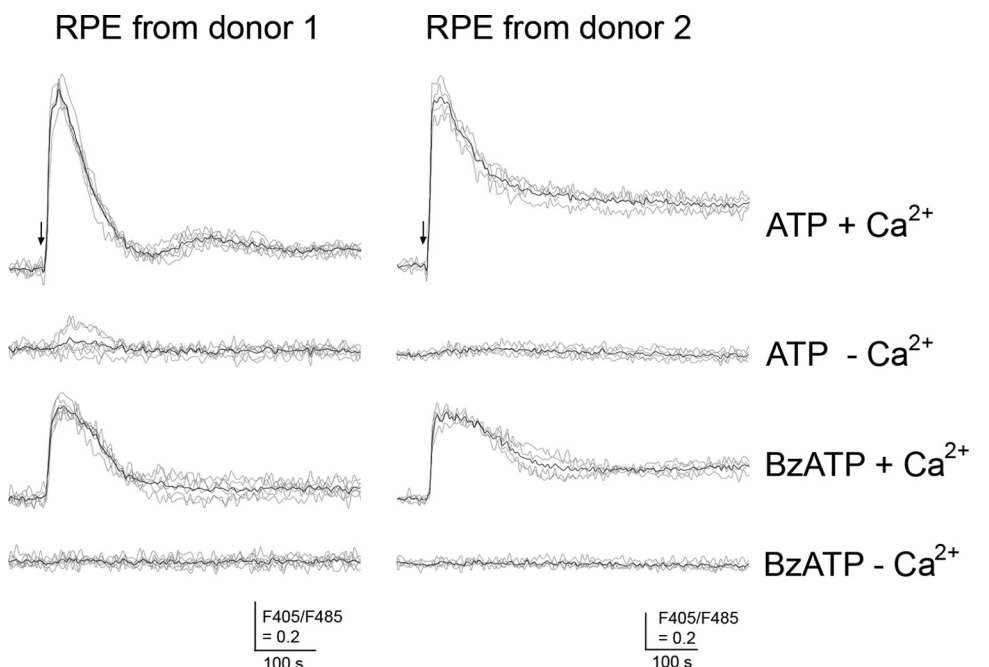 RPE from donor 1
RPE from donor 2
ATP + Ca²⁺
ATP - Ca²⁺
BzATP + Ca²⁺
BzATP - Ca²⁺
F405/F485
= 0.2
100 s
F405/F485
= 0.2
100 s